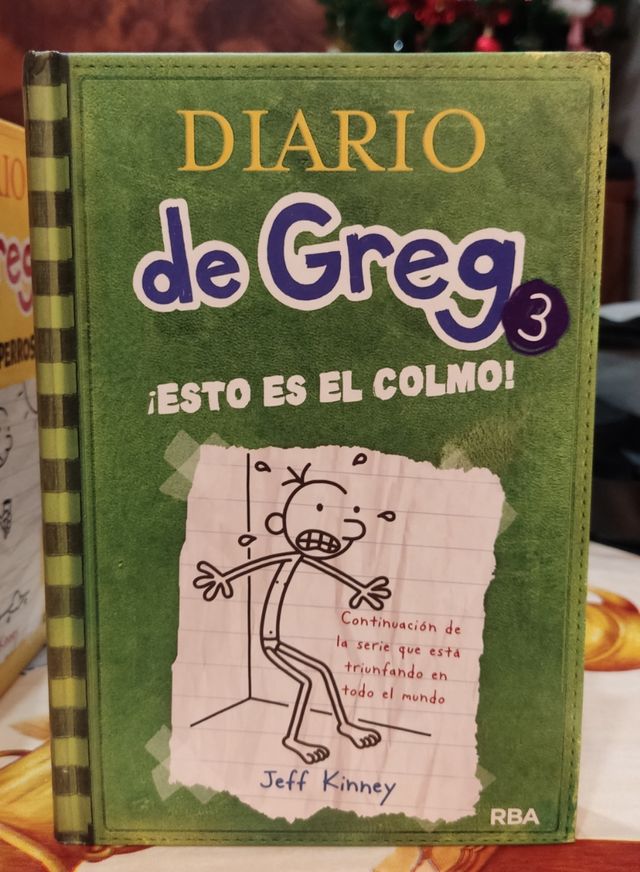 DIARIO
de Greg
3
¡ESTO ES EL COLMO!
Continuación de
la serie que está
triunfando en
todo el mundo
Jeff Kinney
RBA
PERROS